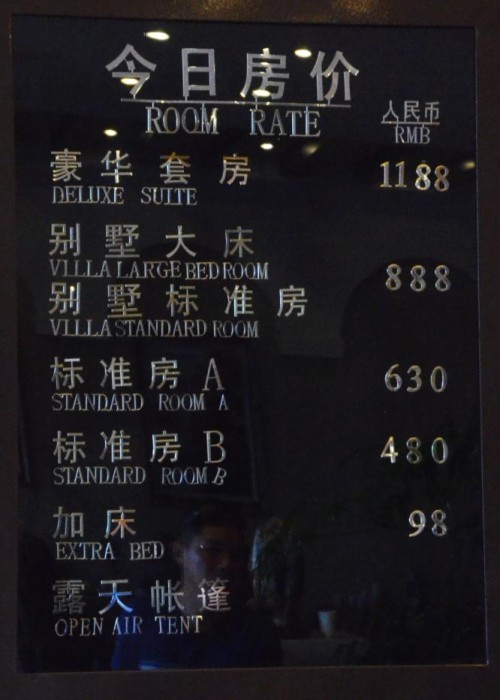 今日房价
ROOM RATE
人民币
RMB
豪华套房 1188
DELUXE SUITE
别墅大床
VILLA LARGE BED ROOM
888
别墅标准房
VILLA STANDARD ROOM
标准房A 630
STANDARD ROOM A
标准房B 480
STANDARD ROOM B
加床 98
EXTRA BED
露天帐篷
OPEN AIR TENT